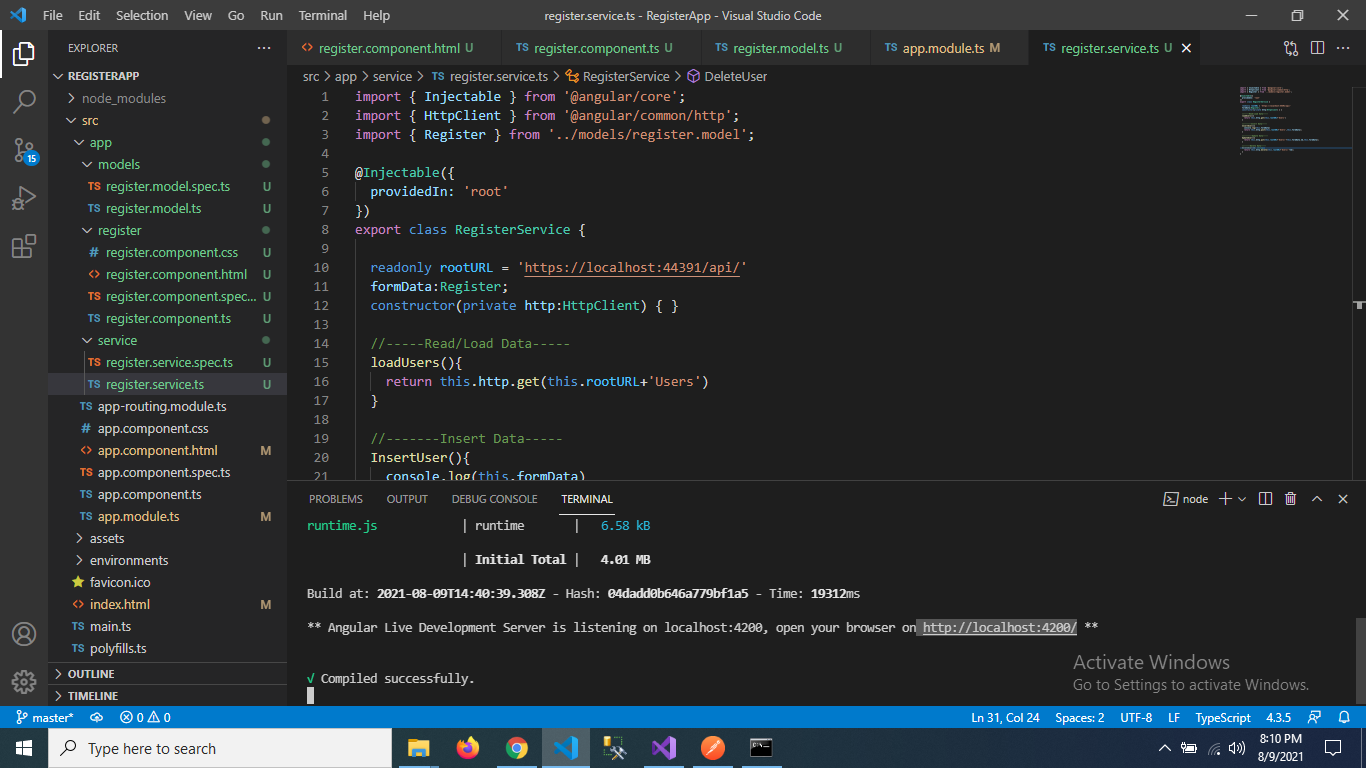 File Edit Selection View Go Run Terminal Help
register.service.ts - RegisterApp - Visual Studio Code
EXPLORER
REGISTERAPP
node_modules
src
app
models
TS register.model.spec.ts U
TS register.model.ts U
register
# register.component.css U
<> register.component.html U
TS register.component.spec... U
TS register.component.ts U
service
TS register.service.spec.ts U
TS register.service.ts U
TS app-routing.module.ts
# app.component.css
<> app.component.html M
TS app.component.spec.ts
TS app.component.ts
TS app.module.ts M
assets
environments
favicon.ico
<> index.html M
TS main.ts
TS polyfills.ts
OUTLINE
TIMELINE
15
<> register.component.html U
TS register.component.ts U
TS register.model.ts U
TS app.module.ts M
TS register.service.ts U
src > app > service > TS register.service.ts > RegisterService > DeleteUser
1 import { Injectable } from '@angular/core';
2 import { HttpClient } from '@angular/common/http';
3 import { Register } from '../models/register.model';
4
5 @Injectable({
6 providedIn: 'root'
7 })
8 export class RegisterService {
9
10 readonly rootURL = 'https://localhost:44391/api/'
11 formData:Register;
12 constructor(private http:HttpClient) { }
13
14 //-----Read/Load Data-----
15 loadUsers(){
16 return this.http.get(this.rootURL+'Users')
17 }
18
19 //-------Insert Data-----
20 InsertUser(){
21 console.log(this.formData)
PROBLEMS OUTPUT DEBUG CONSOLE TERMINAL
node
runtime.js | runtime | 6.58 kB
| Initial Total | 4.01 MB
Build at: 2021-08-09T14:40:39.308Z - Hash: 04dadd0b646a779bf1a5 - Time: 19312ms
** Angular Live Development Server is listening on localhost:4200, open your browser on http://localhost:4200/ **
√ Compiled successfully.
Activate Windows
Go to Settings to activate Windows.
master* 0 0
Ln 31, Col 24 Spaces: 2 UTF-8 LF TypeScript 4.3.5
Type here to search
8:10 PM
8/9/2021